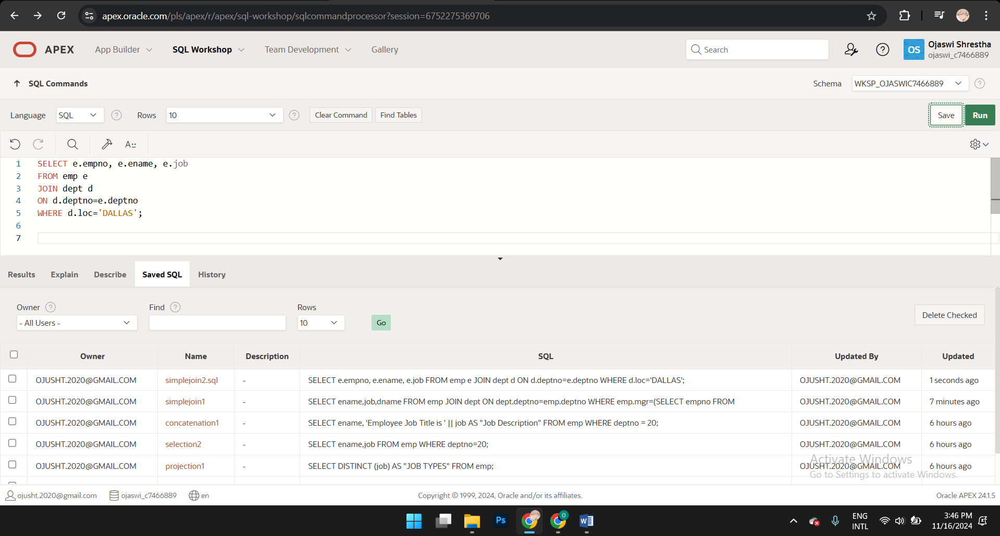 apex.oracle.com/pls/apex/r/apex/sql-workshop/sqlcommandprocessor?session=6752275369706
APEX App Builder SQL Workshop Team Development Gallery Search OS Ojaswi Shrestha
ojaswi_c7466889
SQL Commands Schema WKSP_OJASWIC7466889 ?
Language SQL ? Rows 10 ? Clear Command Find Tables Save Run
A::
1 SELECT e.empno, e.ename, e.job
2 FROM emp e
3 JOIN dept d
4 ON d.deptno=e.deptno
5 WHERE d.loc='DALLAS';
6
7
Results Explain Describe Saved SQL History
Owner ? Find ? Rows
- All Users - 10 Go Delete Checked
Owner Name Description SQL Updated By Updated
OJUSHT.2020@GMAIL.COM simplejoin2.sql - SELECT e.empno, e.ename, e.job FROM emp e JOIN dept d ON d.deptno=e.deptno WHERE d.loc='DALLAS'; OJUSHT.2020@GMAIL.COM 1 seconds ago
OJUSHT.2020@GMAIL.COM simplejoin1 - SELECT ename,job,dname FROM emp JOIN dept ON dept.deptno=emp.deptno WHERE emp.mgr=(SELECT empno FROM OJUSHT.2020@GMAIL.COM 7 minutes ago
OJUSHT.2020@GMAIL.COM concatenation1 - SELECT ename, 'Employee Job Title is ' || job AS "Job Description" FROM emp WHERE deptno = 20; OJUSHT.2020@GMAIL.COM 6 hours ago
OJUSHT.2020@GMAIL.COM selection2 - SELECT ename,job FROM emp WHERE deptno=20; OJUSHT.2020@GMAIL.COM 6 hours ago
OJUSHT.2020@GMAIL.COM projection1 - SELECT DISTINCT (job) AS "JOB TYPES" FROM emp; OJUSHT.2020@GMAIL.COM 6 hours ago
Activate Windows
Go to Settings to activate Windows.
ojusht.2020@gmail.com ojaswi_c7466889 en Copyright © 1999, 2024, Oracle and/or its affiliates. Oracle APEX 24.1.5
Ps 0 W ENG
INTL
3:46 PM
11/16/2024